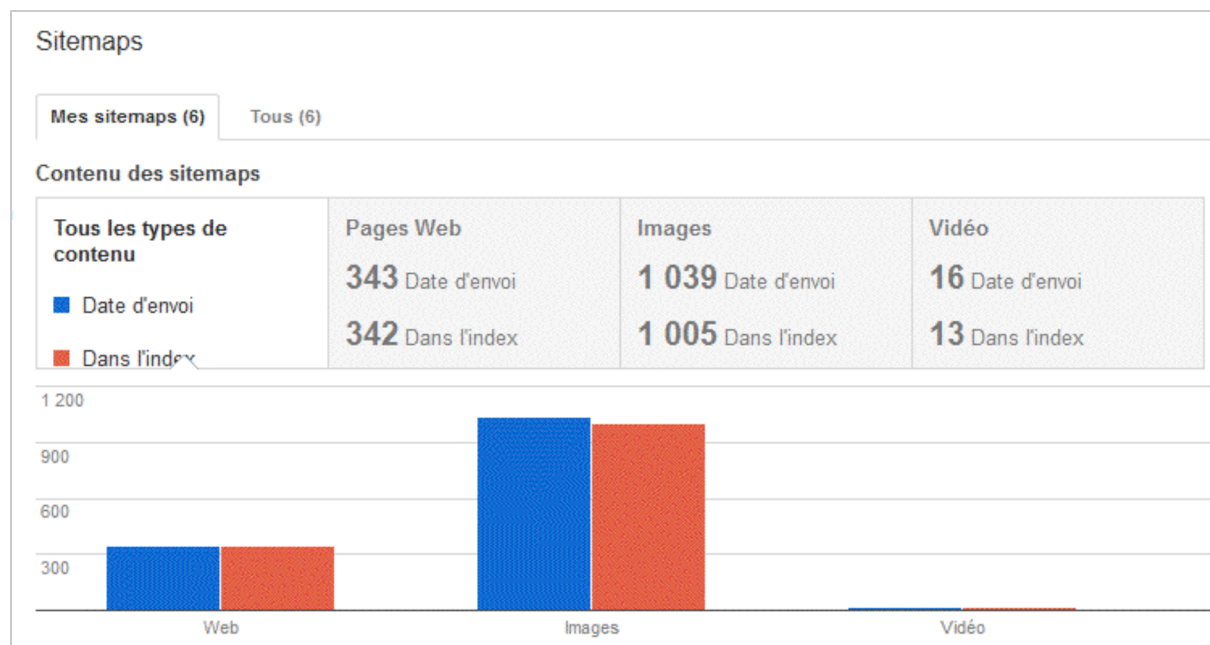 Sitemaps
Mes sitemaps (6) Tous (6)
Contenu des sitemaps
Tous les types de
contenu
Date d'envoi
Dans l'index
Pages Web
343 Date d'envoi
342 Dans l'index
Images
1 039 Date d'envoi
1 005 Dans l'index
Vidéo
16 Date d'envoi
13 Dans l'index
1 200
900
600
300
Web Images Vidéo